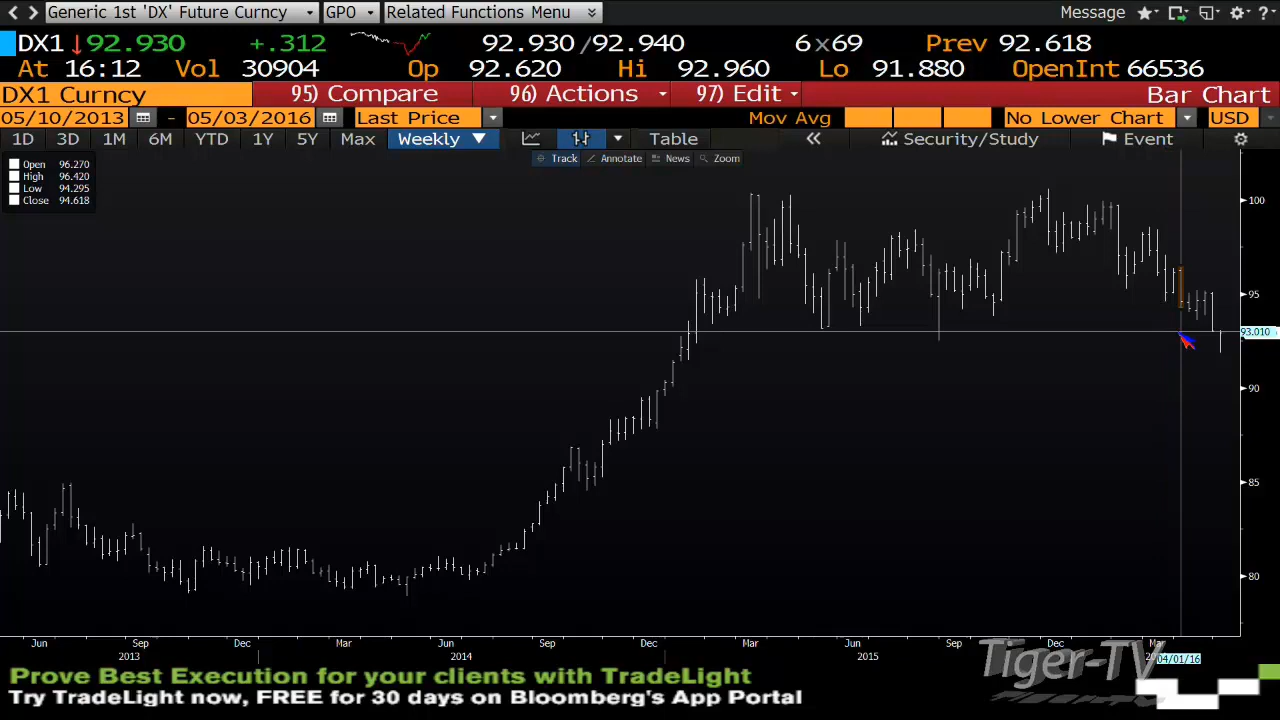 Generic 1st 'DX' Future Curncy GPO Related Functions Menu Message
DX1 92.930 +.312 92.930 /92.940 6x69 Prev 92.618
At 16:12 Vol 30904 Op 92.620 Hi 92.960 Lo 91.880 OpenInt 66536
DX1 Curncy 95) Compare 96) Actions 97) Edit Bar Chart
05/10/2013 - 05/03/2016 Last Price Mov Avg No Lower Chart USD
1D 3D 1M 6M YTD 1Y 5Y Max Weekly Table Security/Study Event
Track Annotate News Zoom
Open 96.270
High 96.420
Low 94.295
Close 94.618
100
95
93.010
90
85
80
Jun Sep Dec Mar Jun Sep Dec Mar Jun Sep Dec Mar
2013 2014 2015 04/01/16
Tiger-TV
Prove Best Execution for your clients with TradeLight
Try TradeLight now, FREE for 30 days on Bloomberg's App Portal